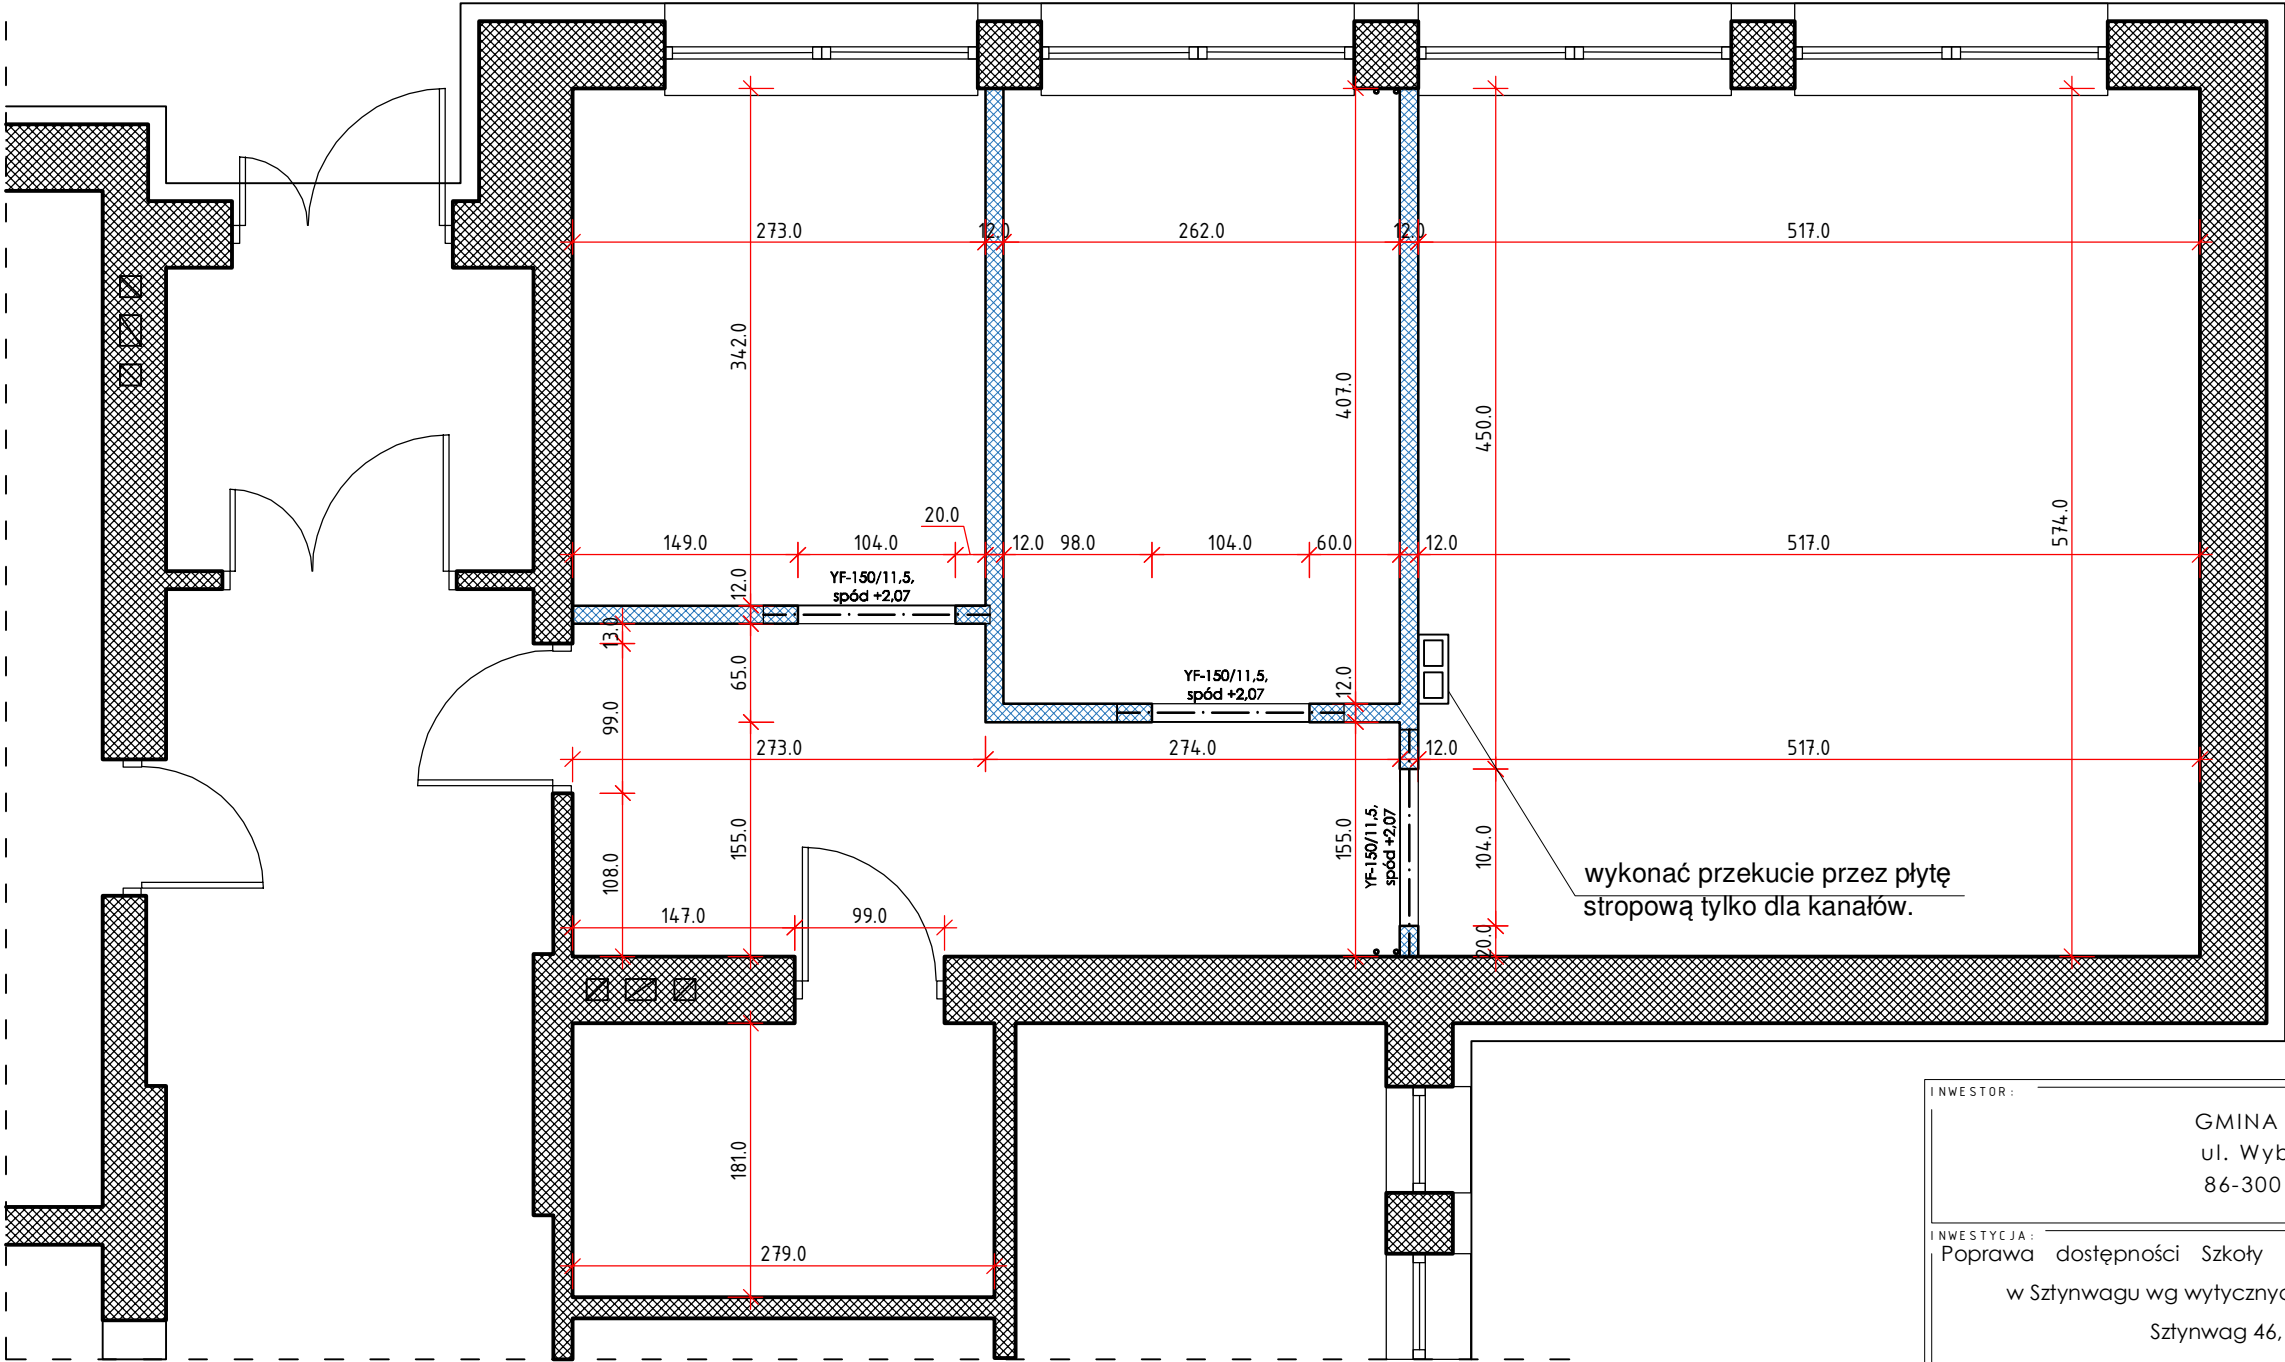 273.0
12.0
262.0
12.0
517.0
342.0
407.0
450.0
574.0
20.0
149.0
104.0
12.0
98.0
104.0
60.0
12.0
517.0
12.0
YF-150/11,5,
spód +2,07
13.0
65.0
99.0
YF-150/11,5,
spód +2,07
12.0
273.0
274.0
12.0
517.0
108.0
155.0
155.0
YF-150/11,5,
spód +2,07
104.0
20.0
wykonać przekucie przez płytę
stropową tylko dla kanałów.
147.0
99.0
181.0
279.0
INWESTOR:
GMINA
ul. Wyb
86-300
INWESTYCJA:
Poprawa dostępności Szkoły
w Sztynwagu wg wytycznyc
Sztynwag 46,